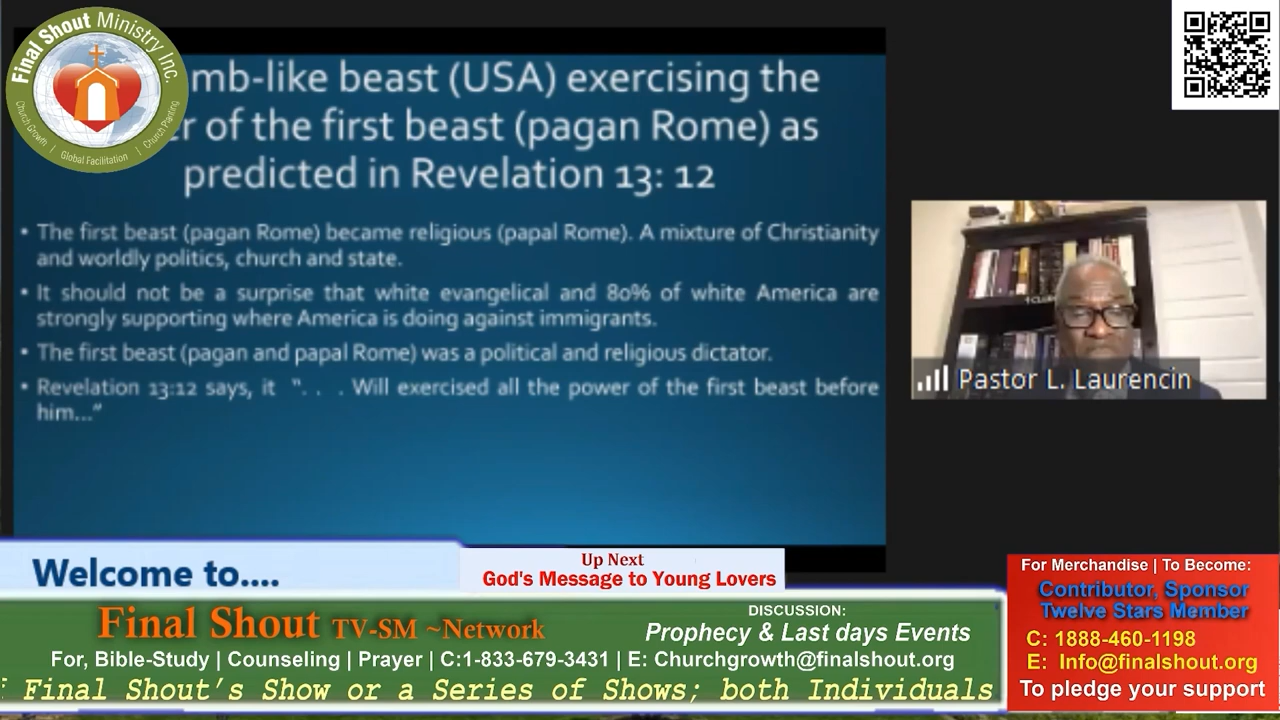 Final Shout Ministry Inc.
Church Growth | Global Facilitation | Church Planting
mb-like beast (USA) exercising the
r of the first beast (pagan Rome) as
predicted in Revelation 13: 12
• The first beast (pagan Rome) became religious (papal Rome). A mixture of Christianity
and worldly politics, church and state.
• It should not be a surprise that white evangelical and 80% of white America are
strongly supporting where America is doing against immigrants.
• The first beast (pagan and papal Rome) was a political and religious dictator.
• Revelation 13:12 says, it “. . . Will exercised all the power of the first beast before
him...”
Pastor L. Laurencin
Welcome to....
Up Next
God's Message to Young Lovers
Final Shout TV-SM ~Network
DISCUSSION:
Prophecy & Last days Events
For, Bible-Study | Counseling | Prayer | C:1-833-679-3431 | E: Churchgrowth@finalshout.org
Final Shout’s Show or a Series of Shows; both Individuals
For Merchandise | To Become:
Contributor, Sponsor
Twelve Stars Member
C: 1888-460-1198
E: Info@finalshout.org
To pledge your support